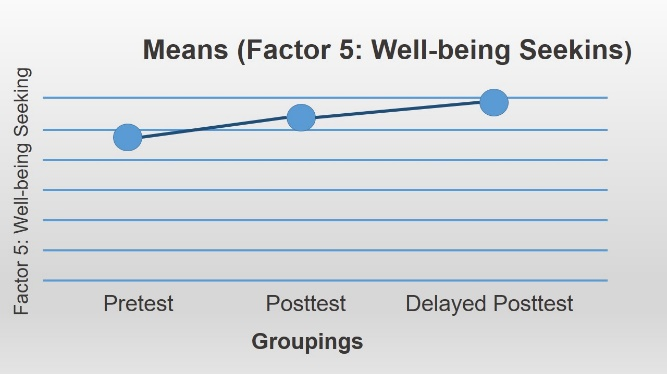 Means (Factor 5: Well-being Seekins)
Factor 5: Well-being Seeking
Pretest
Posttest
Delayed Posttest
Groupings